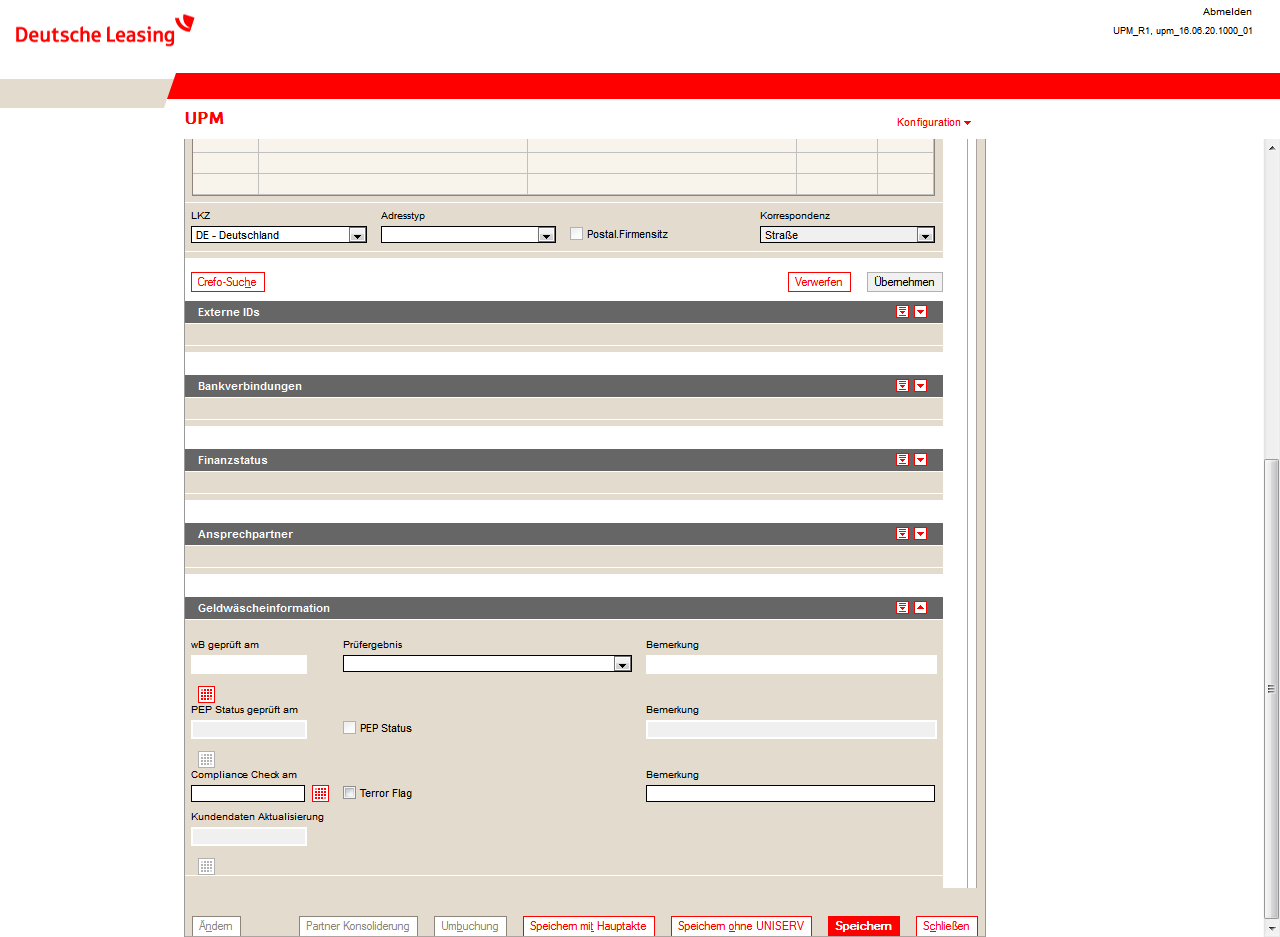 Deutsche Leasing
Abmelden
UPM_R1, upm_16.06.20.1000_01
UPM
Konfiguration
LKZ
Adresstyp
Korrespondenz
DE - Deutschland
Postal.Firmensitz
Straße
Crefo-Suche
Verwerfen
Übernehmen
Externe IDs
Bankverbindungen
Finanzstatus
Ansprechpartner
Geldwäscheinformation
wB geprüft am
Prüfergebnis
Bemerkung
PEP Status geprüft am
Bemerkung
PEP Status
Compliance Check am
Bemerkung
Terror Flag
Kundendaten Aktualisierung
Ändern
Partner Konsolidierung
Umbuchung
Speichern mit Hauptakte
Speichern ohne UNISERV
Speichern
Schließen